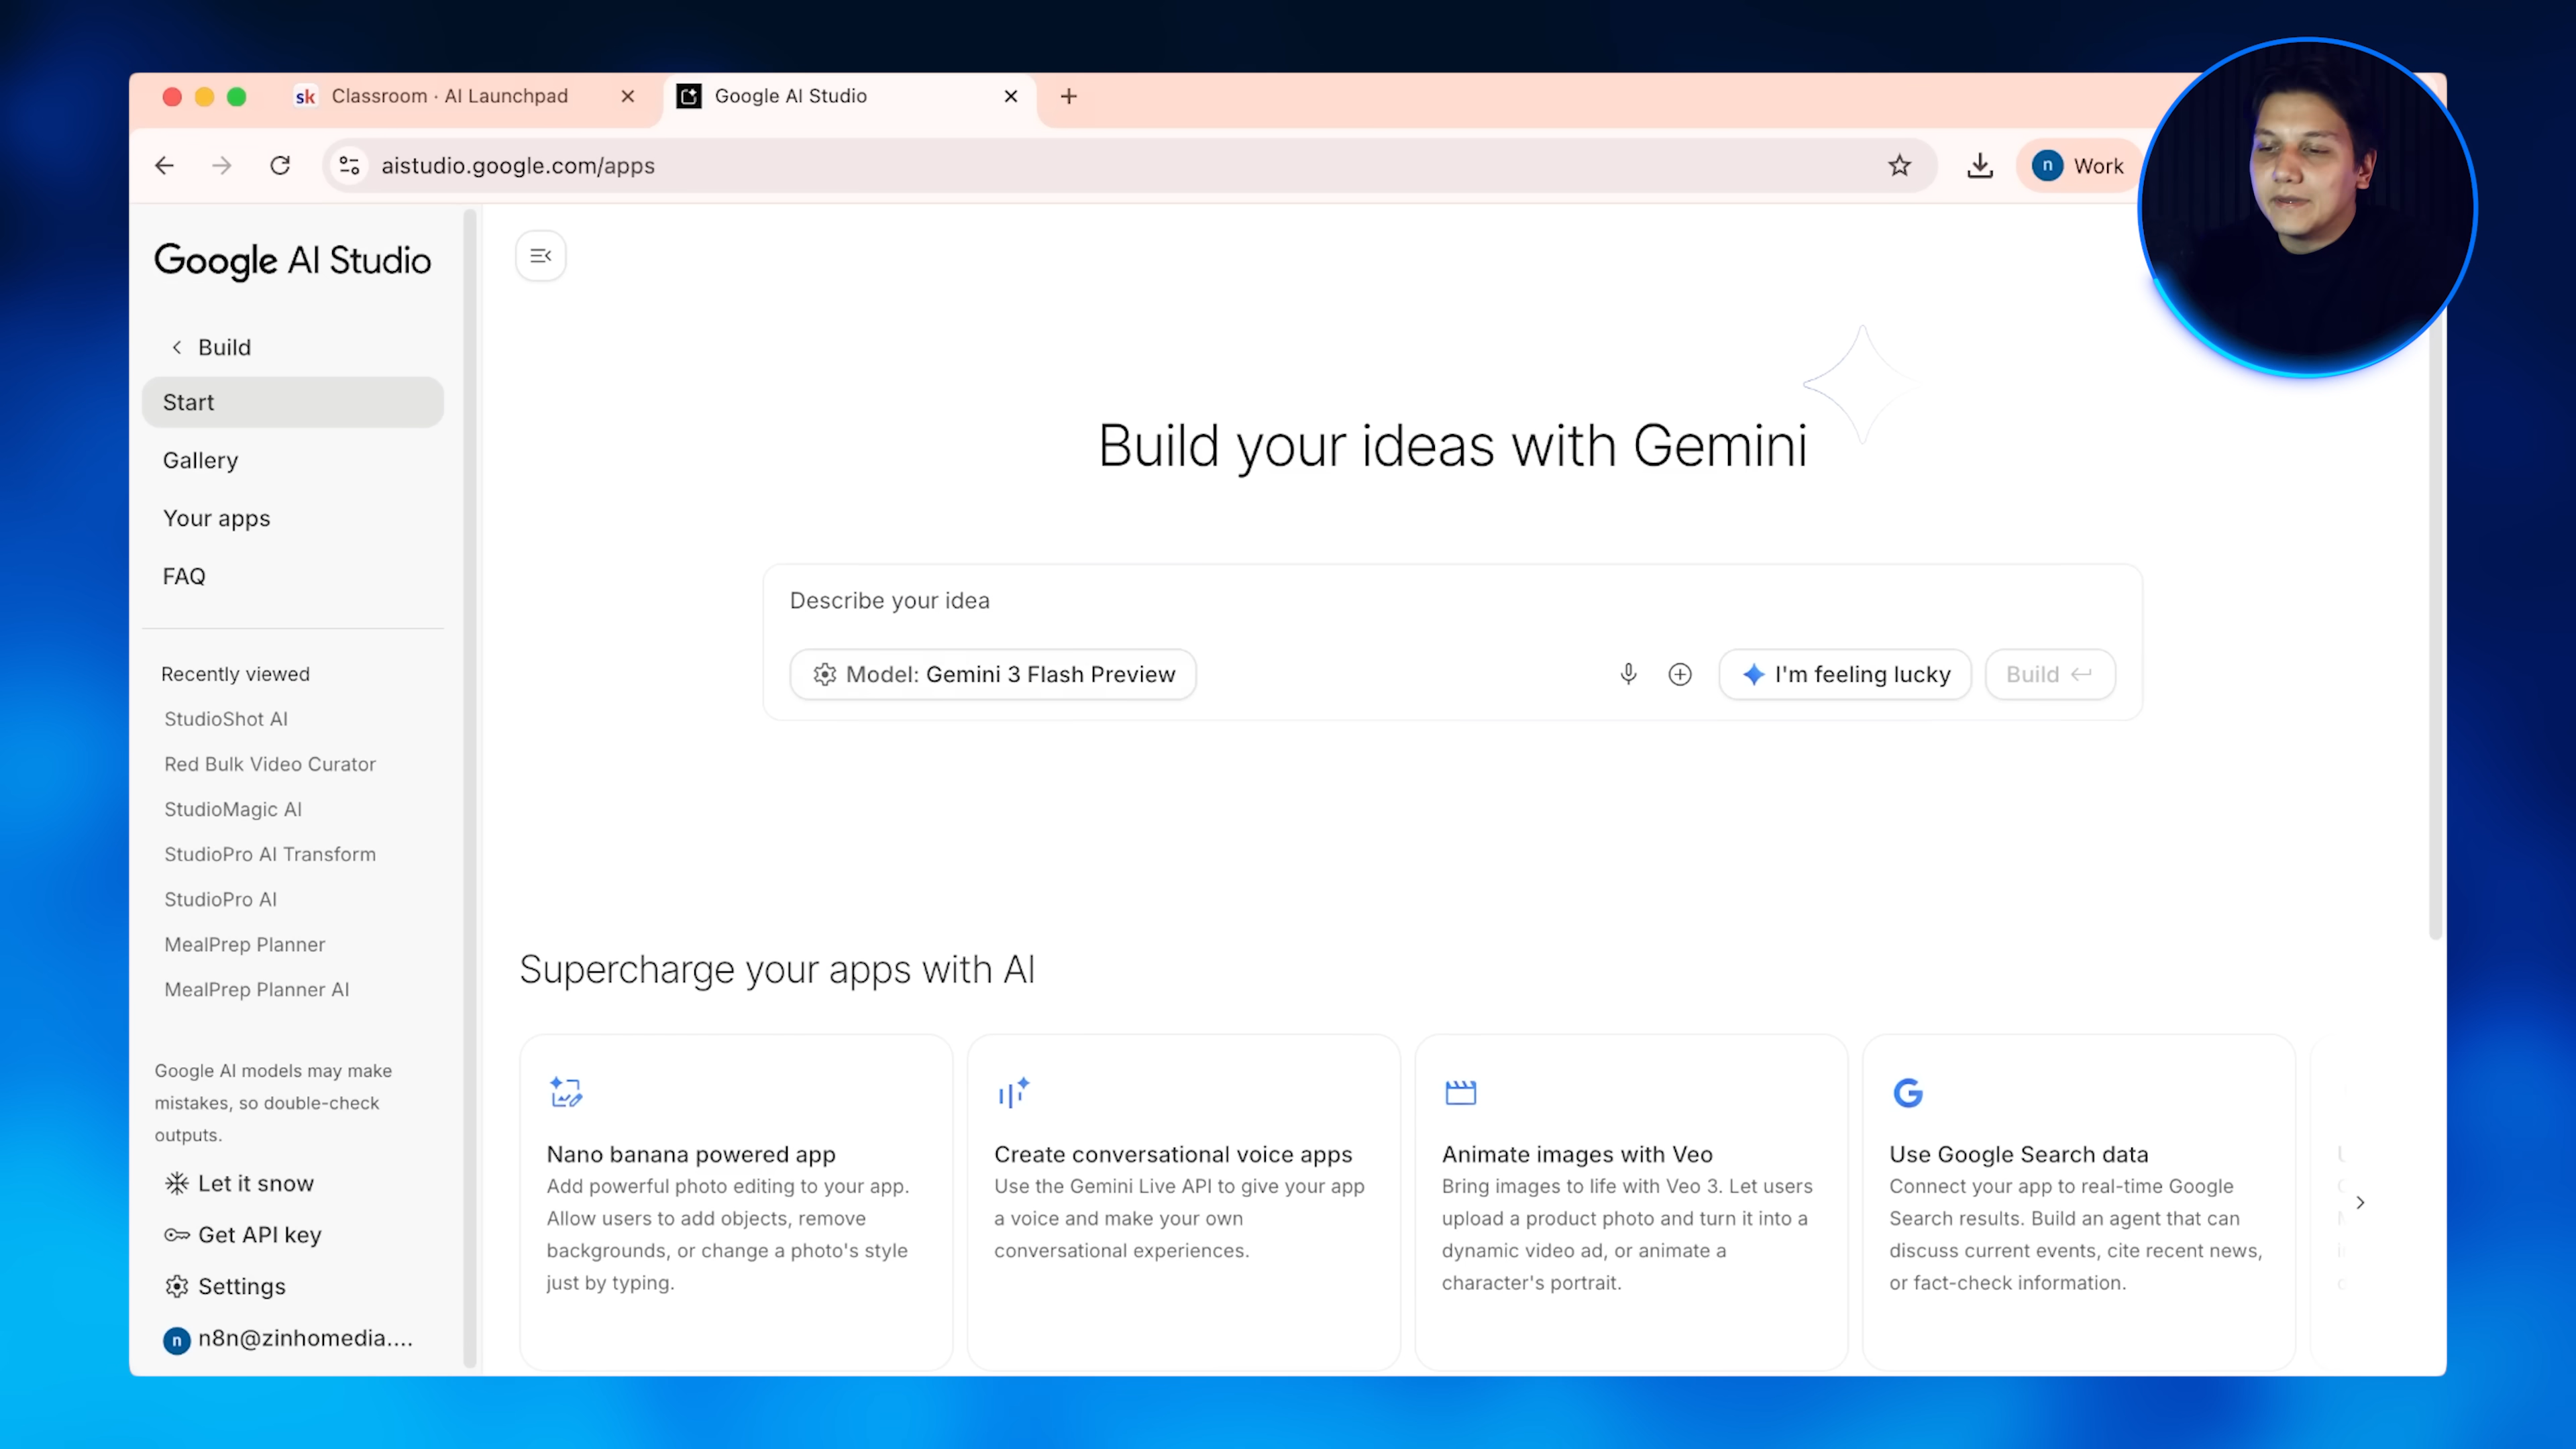 sk Classroom · AI Launchpad
Google AI Studio
aistudio.google.com/apps
n Work
Google AI Studio
Build
Start
Gallery
Your apps
FAQ
Recently viewed
StudioShot AI
Red Bulk Video Curator
StudioMagic AI
StudioPro AI Transform
StudioPro AI
MealPrep Planner
MealPrep Planner AI
Google AI models may make
mistakes, so double-check
outputs.
Let it snow
Get API key
Settings
n n8n@zinhomedia....
Build your ideas with Gemini
Describe your idea
Model: Gemini 3 Flash Preview
I'm feeling lucky
Build
Supercharge your apps with AI
Nano banana powered app
Add powerful photo editing to your app.
Allow users to add objects, remove
backgrounds, or change a photo's style
just by typing.
Create conversational voice apps
Use the Gemini Live API to give your app
a voice and make your own
conversational experiences.
Animate images with Veo
Bring images to life with Veo 3. Let users
upload a product photo and turn it into a
dynamic video ad, or animate a
character's portrait.
G
Use Google Search data
Connect your app to real-time Google
Search results. Build an agent that can
discuss current events, cite recent news,
or fact-check information.